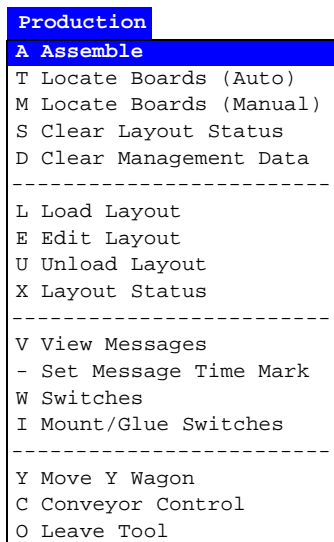 Production
A Assemble
T Locate Boards (Auto)
M Locate Boards (Manual)
S Clear Layout Status
D Clear Management Data
-------------------------
L Load Layout
E Edit Layout
U Unload Layout
X Layout Status
-------------------------
V View Messages
- Set Message Time Mark
W Switches
I Mount/Glue Switches
-------------------------
Y Move Y Wagon
C Conveyor Control
O Leave Tool